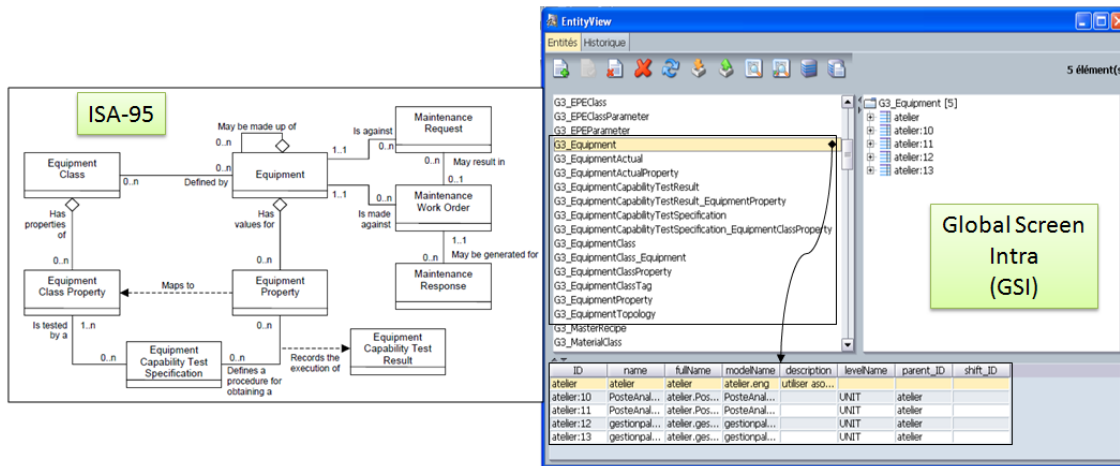 ISA-95
May be made up of
0..n
0..n
Is against
1..1
0..n
Maintenance
Request
0..n
May result in
0..1
Equipment
Class
0..n
Defined by
0..n
Equipment
1..1
0..n
Is made
against
Maintenance
Work Order
1..1
May be generated for
0..n
Maintenance
Response
Has
properties
of
0..n
Has
values for
0..n
Equipment
Class Property
Maps to
Equipment
Property
Is tested
by a
1..n
0..n
0..n
Equipment
Capability Test
Specification
0..n
Defines a
procedure for
obtaining a
Records the
execution of
Equipment
Capability Test
Result
EntityView
Entités Historique
5 élément(s
G3_EPEClass
G3_EPEClassParameter
G3_EPEParameter
G3_Equipment
G3_EquipmentActual
G3_EquipmentActualProperty
G3_EquipmentCapabilityTestResult
G3_EquipmentCapabilityTestResult_EquipmentProperty
G3_EquipmentCapabilityTestSpecification
G3_EquipmentCapabilityTestSpecification_EquipmentClassProperty
G3_EquipmentClass
G3_EquipmentClass_Equipment
G3_EquipmentClassProperty
G3_EquipmentClassTag
G3_EquipmentProperty
G3_EquipmentTopology
G3_MasterRecipe
G3_MaterialClass
G3_Equipment [5]
atelier
atelier:10
atelier:11
atelier:12
atelier:13
Global Screen
Intra
(GSI)
ID name fullName modelName description levelName parent_ID shift_ID
atelier atelier atelier atelier.eng utiliser aso...
atelier:10 PosteAnal... atelier.Pos... PosteAnal... UNIT atelier
atelier:11 PosteAnal... atelier.Pos... PosteAnal... UNIT atelier
atelier:12 gestionpal... atelier.ges... gestionpal... UNIT atelier
atelier:13 gestionpal... atelier.ges... gestionpal... UNIT atelier